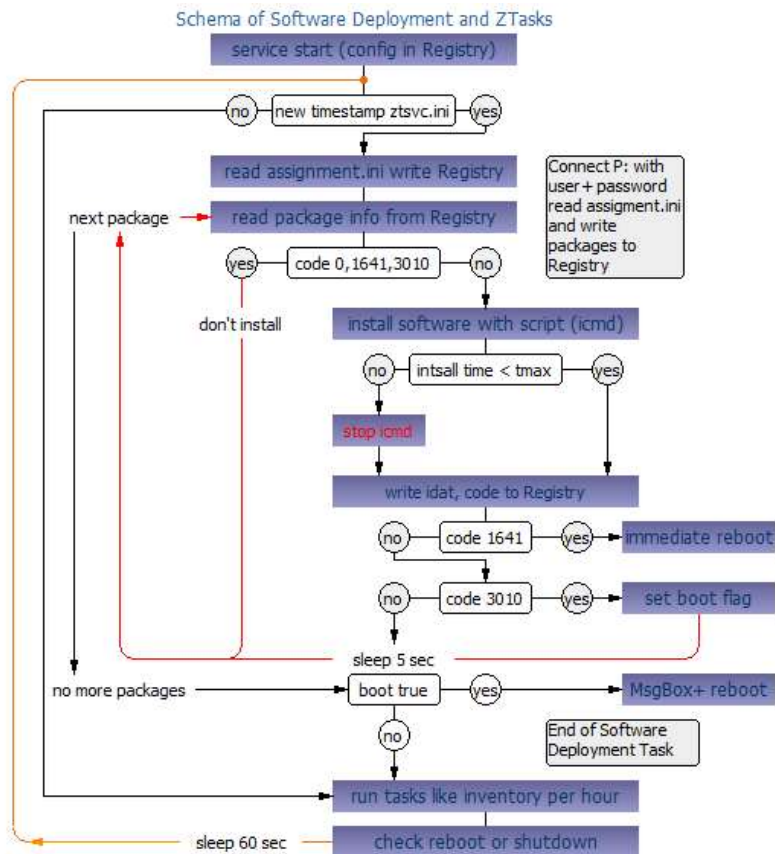 Schema of Software Deployment and ZTasks
service start (config in Registry)
no
new timestamp ztsvc.ini
yes
read assignment.ini write Registry
Connect P: with
user+ password
read assigment.ini
and write
packages to
Registry
next package
read package info from Registry
yes
code 0,1641,3010
no
don't install
install software with script (icmd)
no
intsall time < tmax
yes
stop icmd
write idat, code to Registry
no
code 1641
yes
immediate reboot
no
code 3010
yes
set boot flag
sleep 5 sec
no more packages
boot true
yes
MsgBox+ reboot
no
End of Software
Deployment Task
run tasks like inventory per hour
sleep 60 sec
check reboot or shutdown